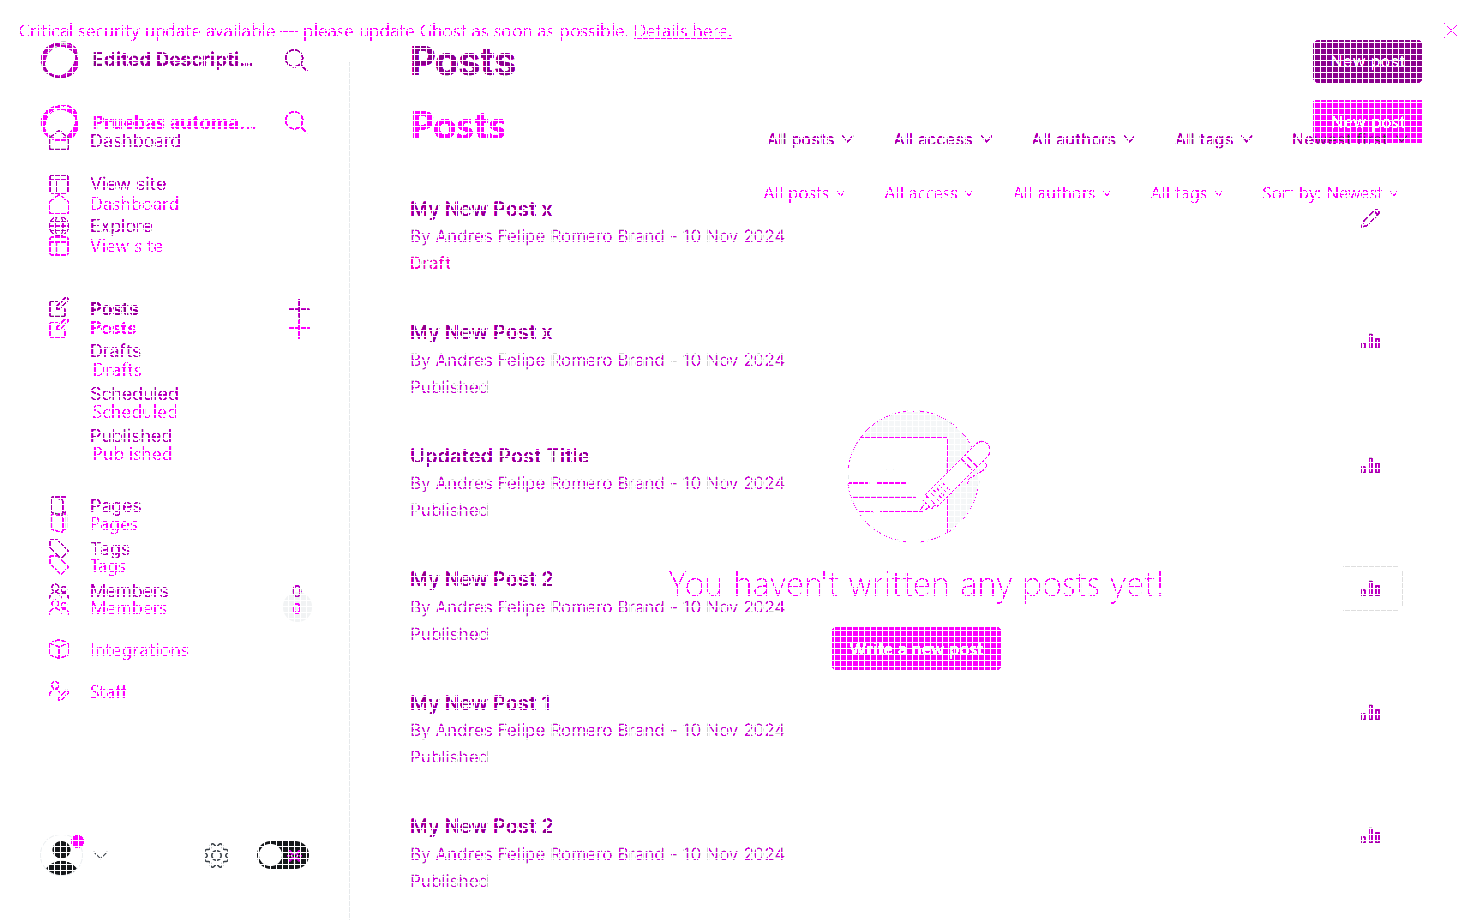 Critical security update available — please update Ghost as soon as possible. Details here.
Edited Descripti...
Posts
New post
Pruebas automa...
Posts
New post
Dashboard
All posts
All access
All authors
All tags
View site
Dashboard
All posts
All access
All authors
All tags
Sort by: Newest
Explore
View site
My New Post x
By Andres Felipe Romero Brand - 10 Nov 2024
Draft
Posts
Posts
Drafts
Drafts
Scheduled
Scheduled
Published
Published
My New Post x
By Andres Felipe Romero Brand - 10 Nov 2024
Published
Updated Post Title
By Andres Felipe Romero Brand - 10 Nov 2024
Published
Pages
Pages
Tags
Tags
Members 0
Members 0
Integrations
Staff
My New Post 2
You haven't written any posts yet!
By Andres Felipe Romero Brand - 10 Nov 2024
Published
Write a new post
My New Post 1
By Andres Felipe Romero Brand - 10 Nov 2024
Published
My New Post 2
By Andres Felipe Romero Brand - 10 Nov 2024
Published